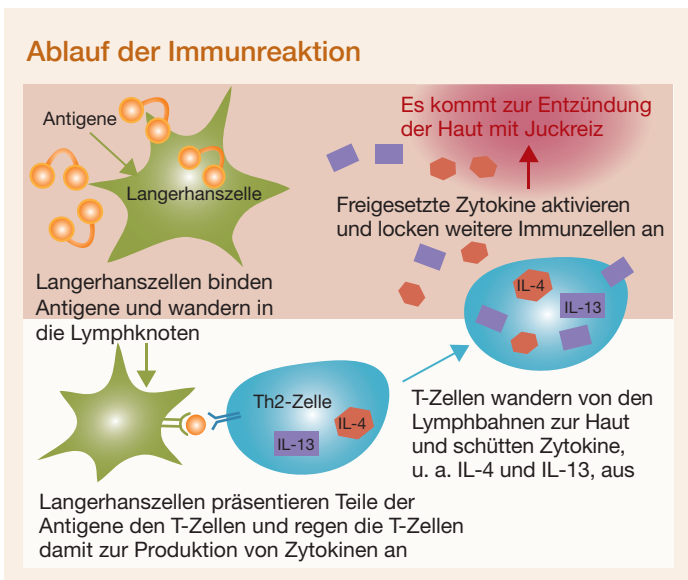 Ablauf der Immunreaktion
Antigene
Langerhanszelle
Langerhanszellen binden
Antigene und wandern in
die Lymphknoten
Th2-Zelle
IL-4
IL-13
Langerhanszellen präsentieren Teile der
Antigene den T-Zellen und regen die T-Zellen
damit zur Produktion von Zytokinen an
T-Zellen wandern von den
Lymphbahnen zur Haut
und schütten Zytokine,
u. a. IL-4 und IL-13, aus
IL-4
IL-13
Freigesetzte Zytokine aktivieren
und locken weitere Immunzellen an
Es kommt zur Entzündung
der Haut mit Juckreiz